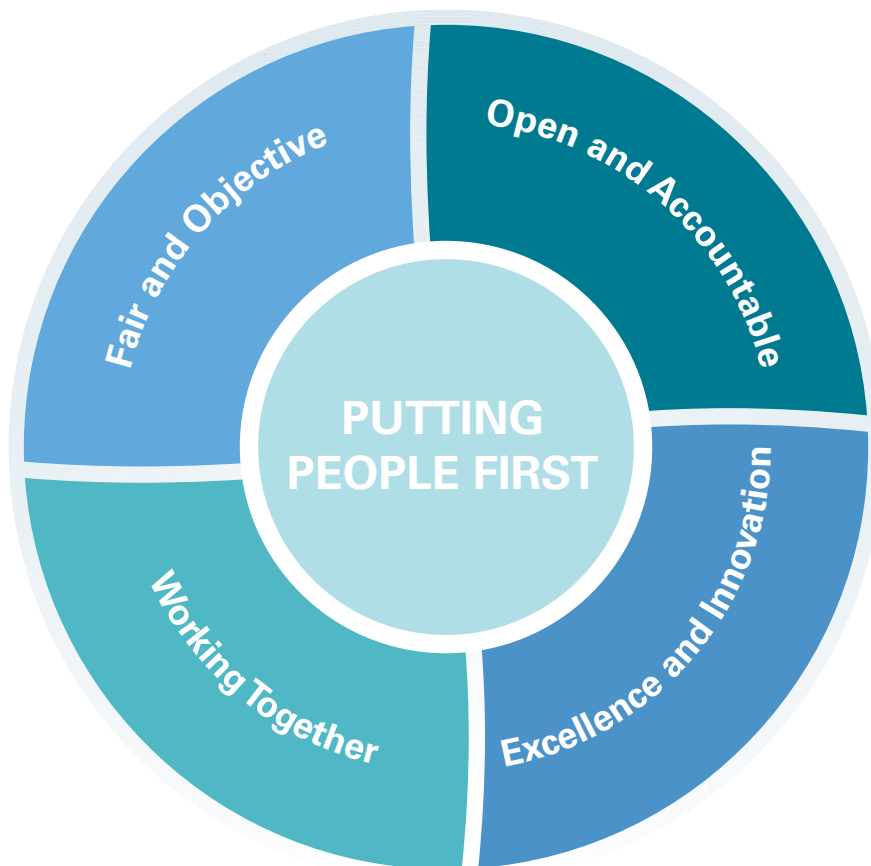 Fair and Objective
Open and Accountable
PUTTING
PEOPLE FIRST
Working Together
Excellence and Innovation